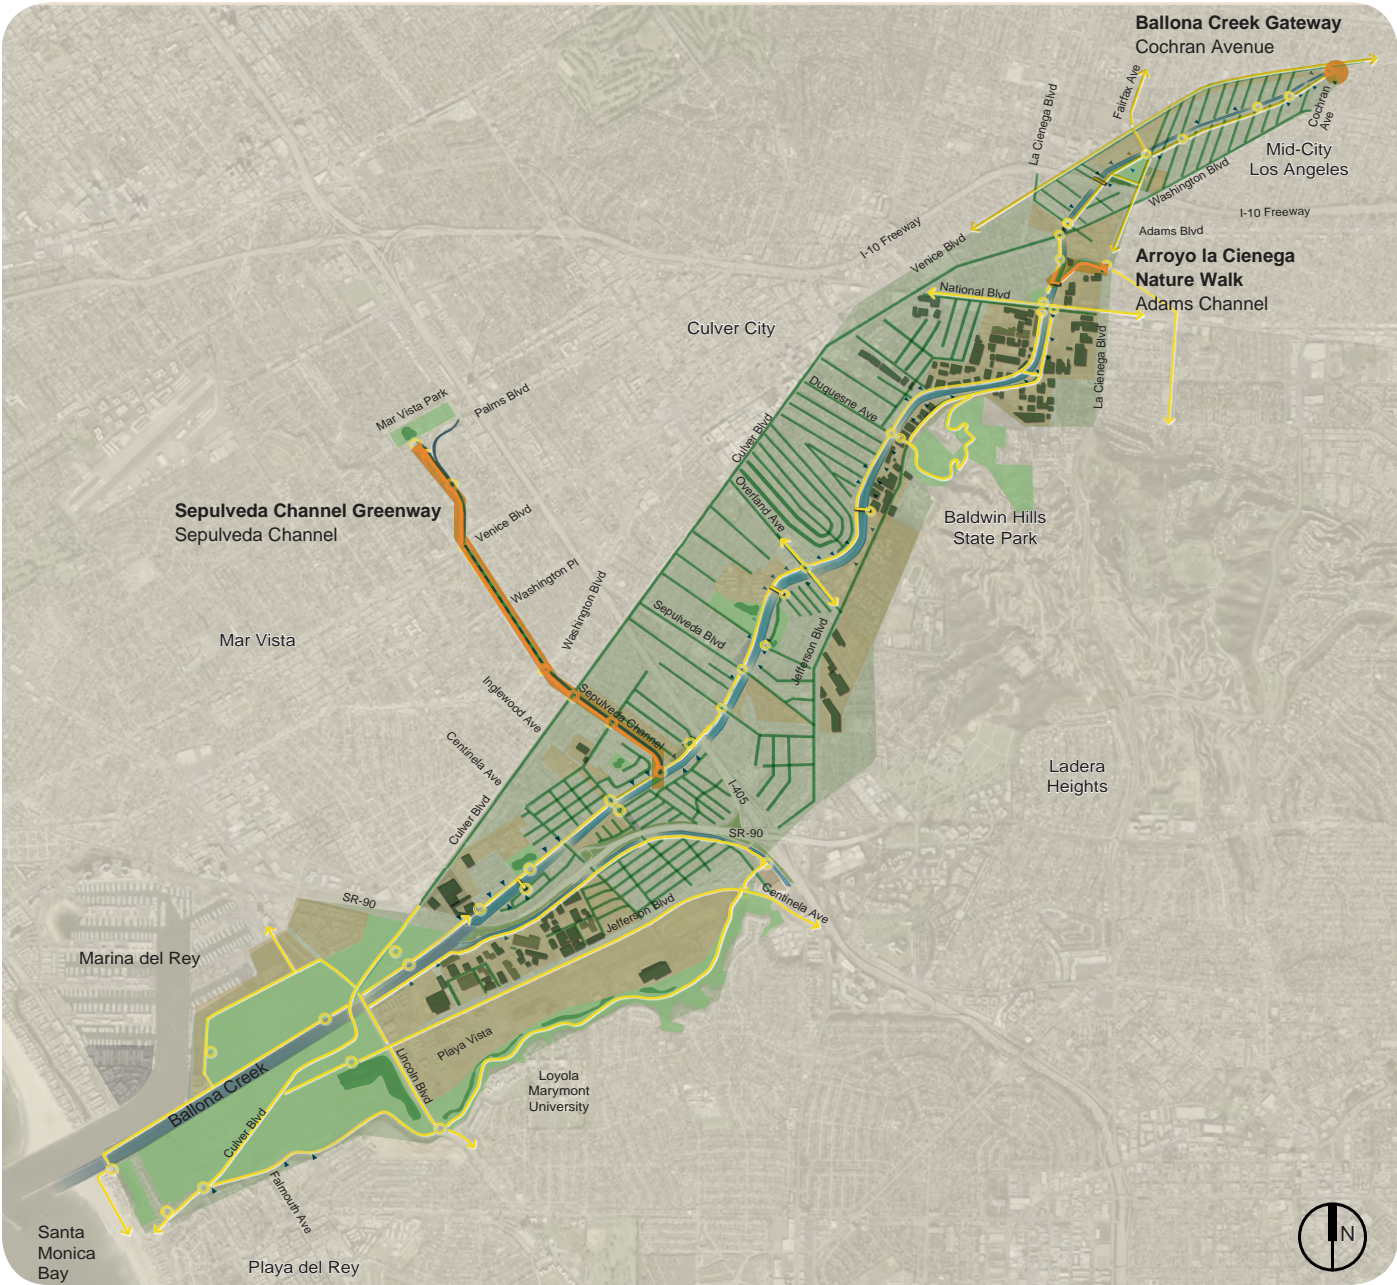 Ballona Creek Gateway
Cochran Avenue
Fairfax Ave
La Cienega Blvd
Cochran
Ave
Mid-City
Los Angeles
Washington Blvd
I-10 Freeway
I-10 Freeway
Adams Blvd
Venice Blvd
Arroyo la Cienega
Nature Walk
Adams Channel
National Blvd
Culver City
La Cienega Blvd
Duquesne Ave
Mar Vista Park
Palms Blvd
Culver Blvd
Overland Ave
Sepulveda Channel Greenway
Sepulveda Channel
Venice Blvd
Baldwin Hills
State Park
Washington Pl
Washington Blvd
Sepulveda Blvd
Mar Vista
Jefferson Blvd
Inglewood Ave
Sepulveda Channel
Centinela Ave
Ladera
Heights
I-405
Culver Blvd
SR-90
SR-90
Centinela Ave
Jefferson Blvd
Marina del Rey
Playa Vista
Lincoln Blvd
Loyola
Marymont
University
Ballona Creek
Culver Blvd
Falmouth Ave
Santa
Monica
Bay
Playa del Rey
N